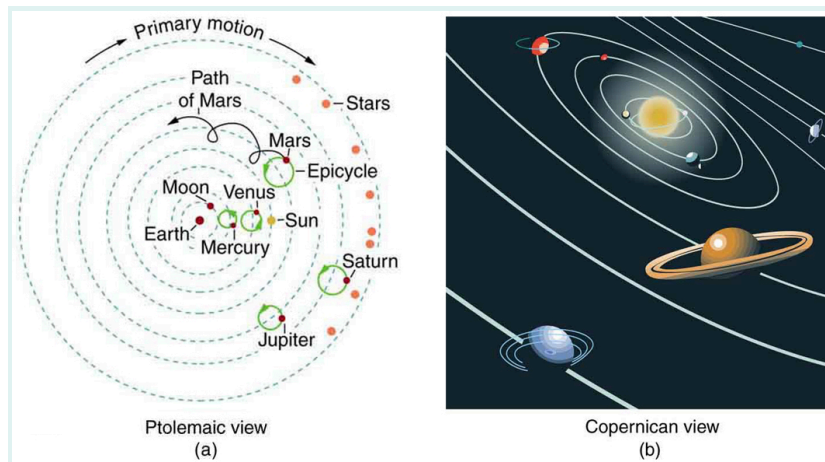 Primary motion
Path
of Mars
Stars
Mars
Epicycle
Moon
Venus
Sun
Earth
Mercury
Saturn
Jupiter
Ptolemaic view
(a)
Copernican view
(b)